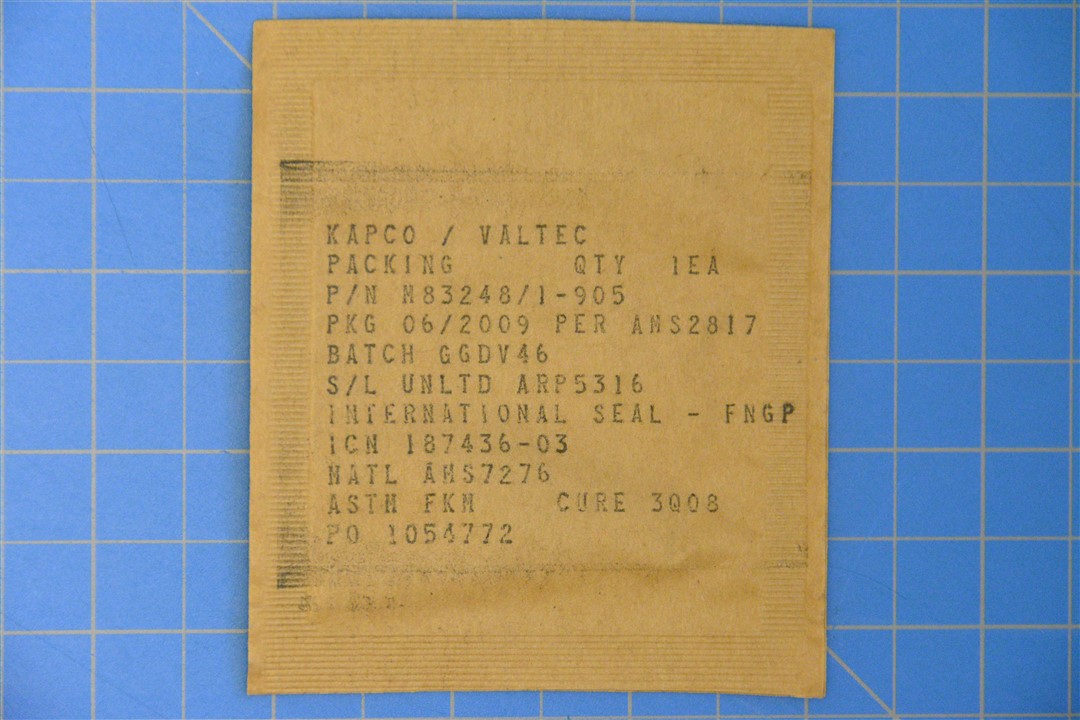 KAPCO / VALTEC
PACKING QTY 1EA
P/N M83248/1-905
PKG 06/2009 PER AMS2817
BATCH GGDV46
S/L UNLTD ARP5316
INTERNATIONAL SEAL - FNGP
ICN 187436-03
MATL AMS7276
ASTM FKM CURE 3Q08
PO 1054772